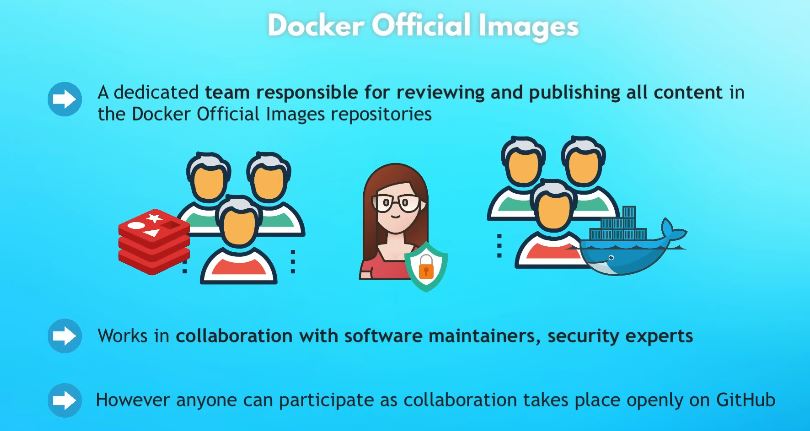 Docker Official Images
A dedicated team responsible for reviewing and publishing all content in
the Docker Official Images repositories
Works in collaboration with software maintainers, security experts
However anyone can participate as collaboration takes place openly on GitHub